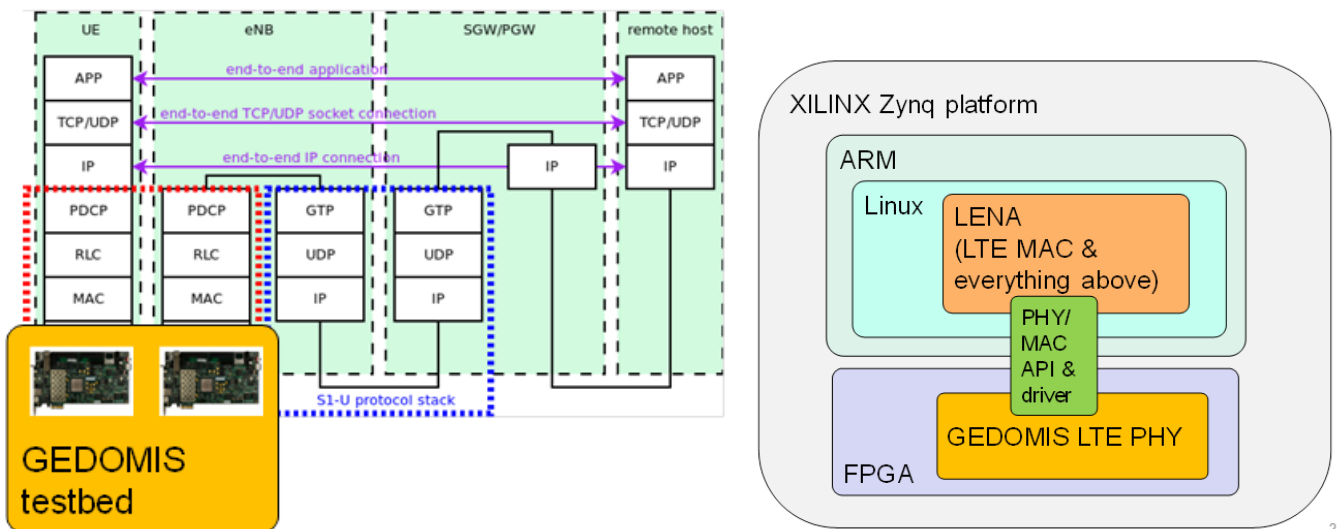 UE
eNB
SGW/PGW
remote host
APP
end-to-end application
APP
TCP/UDP
end-to-end TCP/UDP socket connection
TCP/UDP
IP
end-to-end IP connection
IP
IP
PDCP
PDCP
GTP
GTP
RLC
RLC
UDP
UDP
MAC
MAC
IP
IP
S1-U protocol stack
GEDOMIS
testbed
XILINX Zynq platform
ARM
Linux
LENA
(LTE MAC &
everything above)
PHY/
MAC
API &
driver
GEDOMIS LTE PHY
FPGA
2